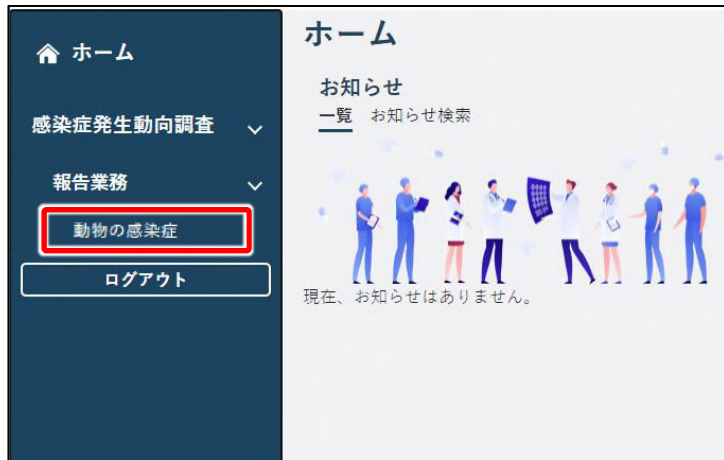 ホーム
感染症発生動向調査
報告業務
動物の感染症
ログアウト
ホーム
お知らせ
一覧 お知らせ検索
現在、お知らせはありません。